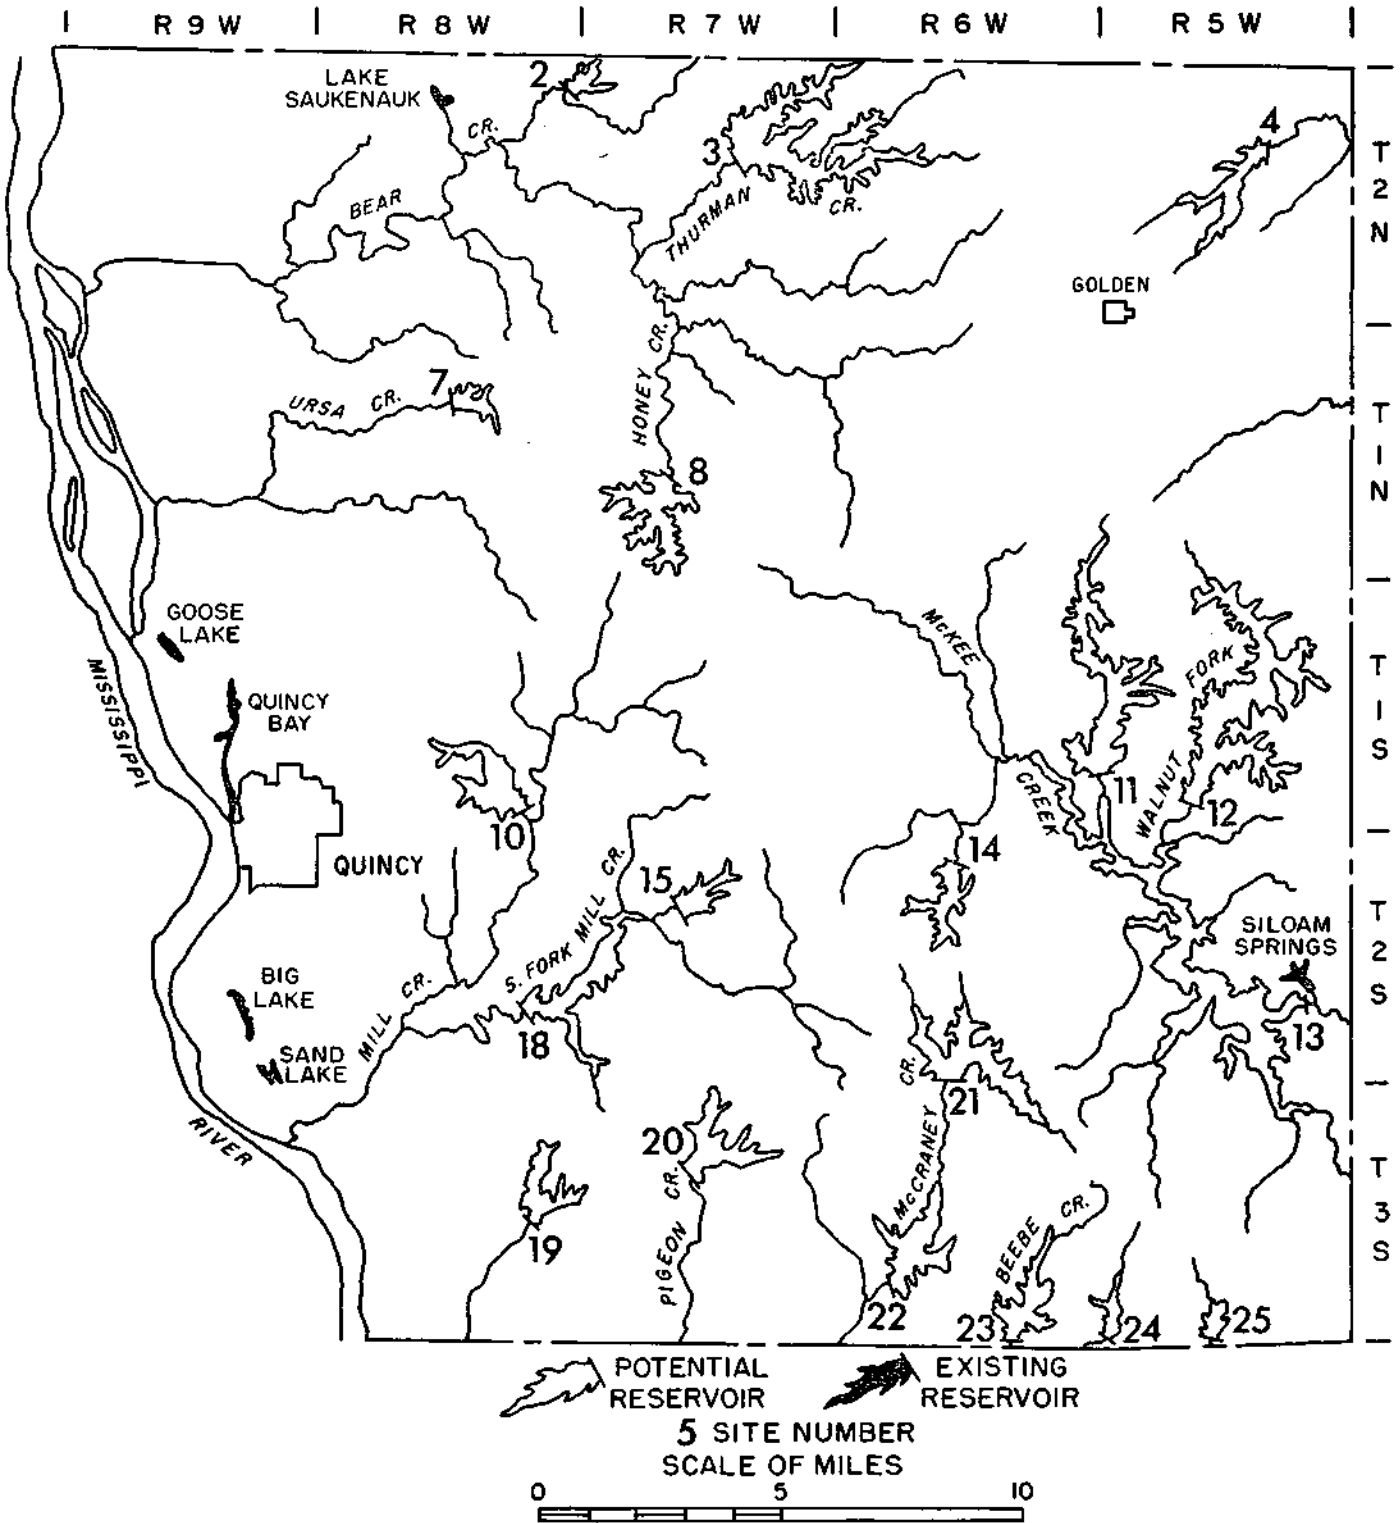 R 9 W
R 8 W
R 7 W
R 6 W
R 5 W
LAKE
SAUKENAUK
2
CR.
3
4
T
2
N
BEAR
THURMAN
CR.
GOLDEN
HONEY
CR.
7
URSA CR.
8
T
I
N
GOOSE
LAKE
McKEE
CREEK
WALNUT
FORK
T
I
S
MISSISSIPPI
RIVER
QUINCY
BAY
10
11
12
QUINCY
14
15
S. FORK MILL CR.
MILL CR.
T
2
S
SILOAM
SPRINGS
13
BIG
LAKE
SAND
LAKE
18
McCRANEY
CR.
21
20
PIGEON CR.
19
T
3
S
BEEBE CR.
22
23
24
25
POTENTIAL
RESERVOIR
EXISTING
RESERVOIR
5 SITE NUMBER
SCALE OF MILES
0 5 10